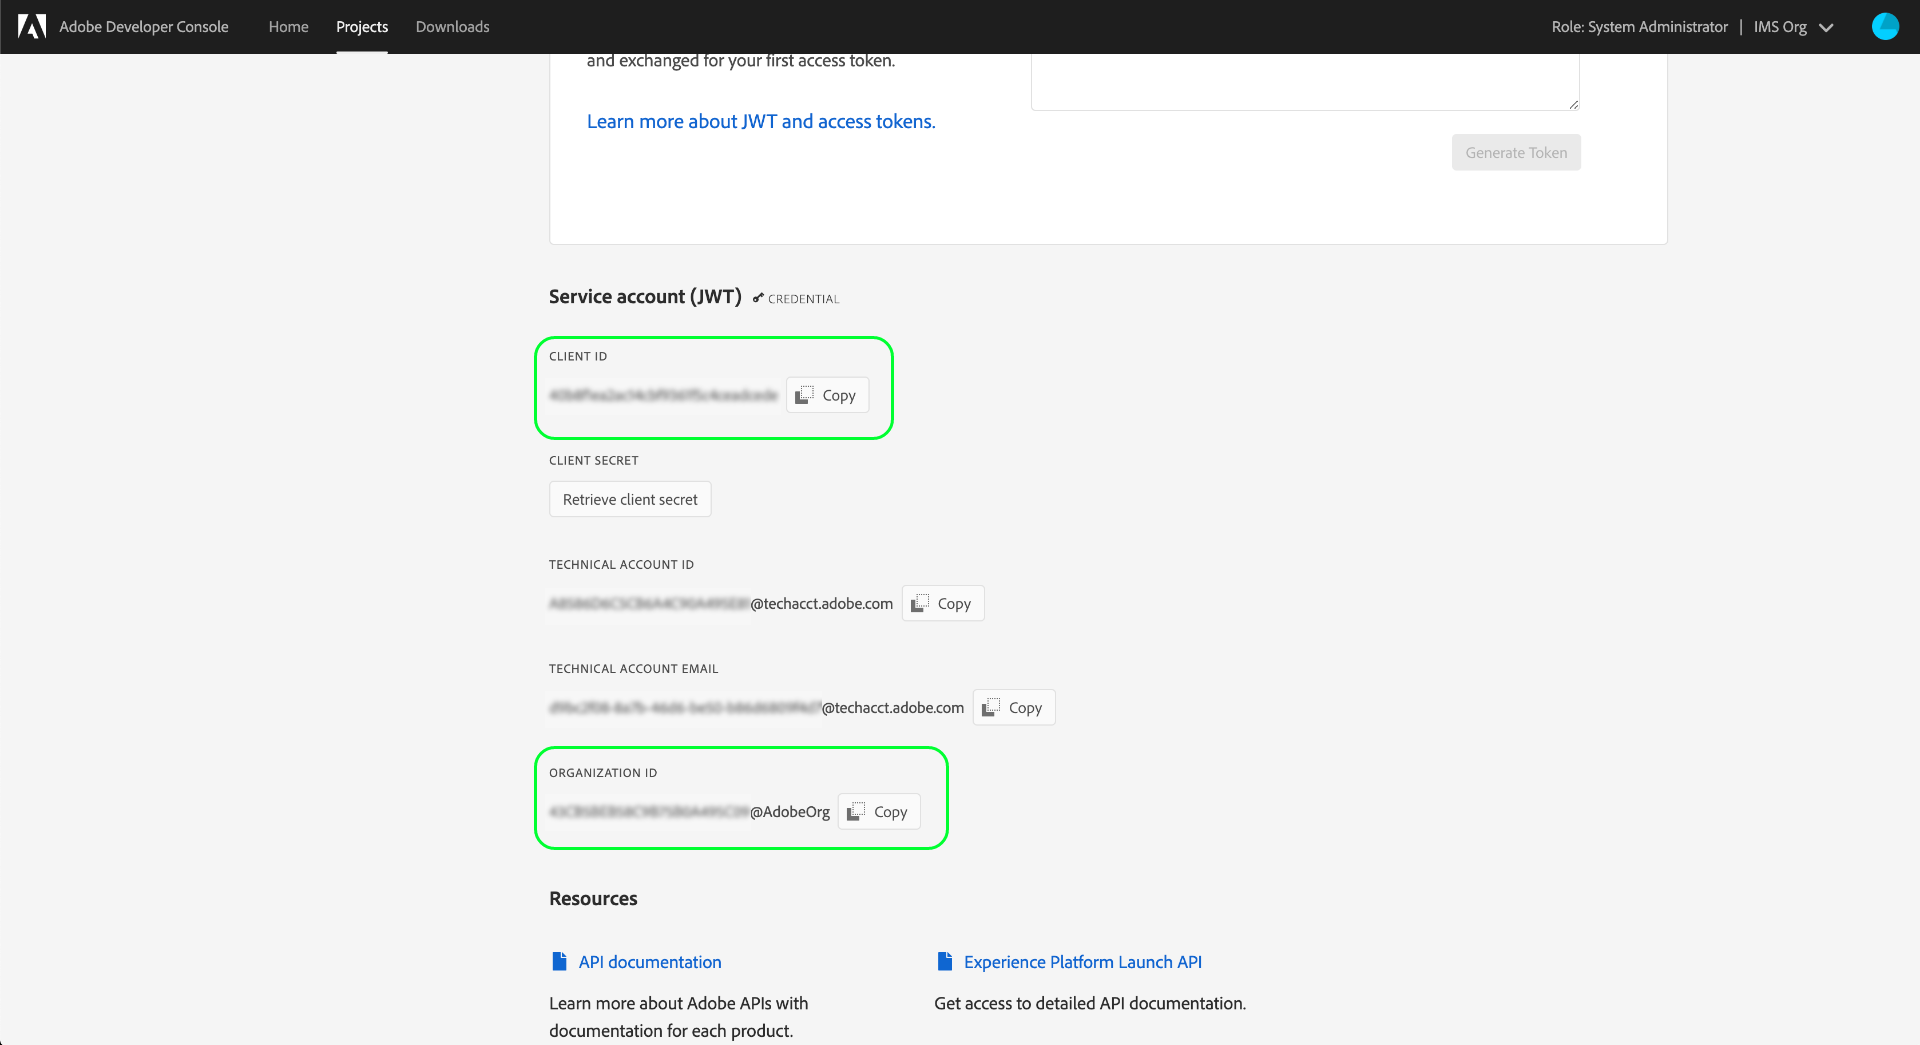 Adobe Developer Console Home Projects Downloads Role: System Administrator | IMS Org
and exchanged for your first access token.
Learn more about JWT and access tokens.
Generate Token
Service account (JWT) CREDENTIAL
CLIENT ID
Copy
CLIENT SECRET
Retrieve client secret
TECHNICAL ACCOUNT ID
@techacct.adobe.com Copy
TECHNICAL ACCOUNT EMAIL
@techacct.adobe.com Copy
ORGANIZATION ID
@AdobeOrg Copy
Resources
API documentation
Learn more about Adobe APIs with
documentation for each product.
Experience Platform Launch API
Get access to detailed API documentation.